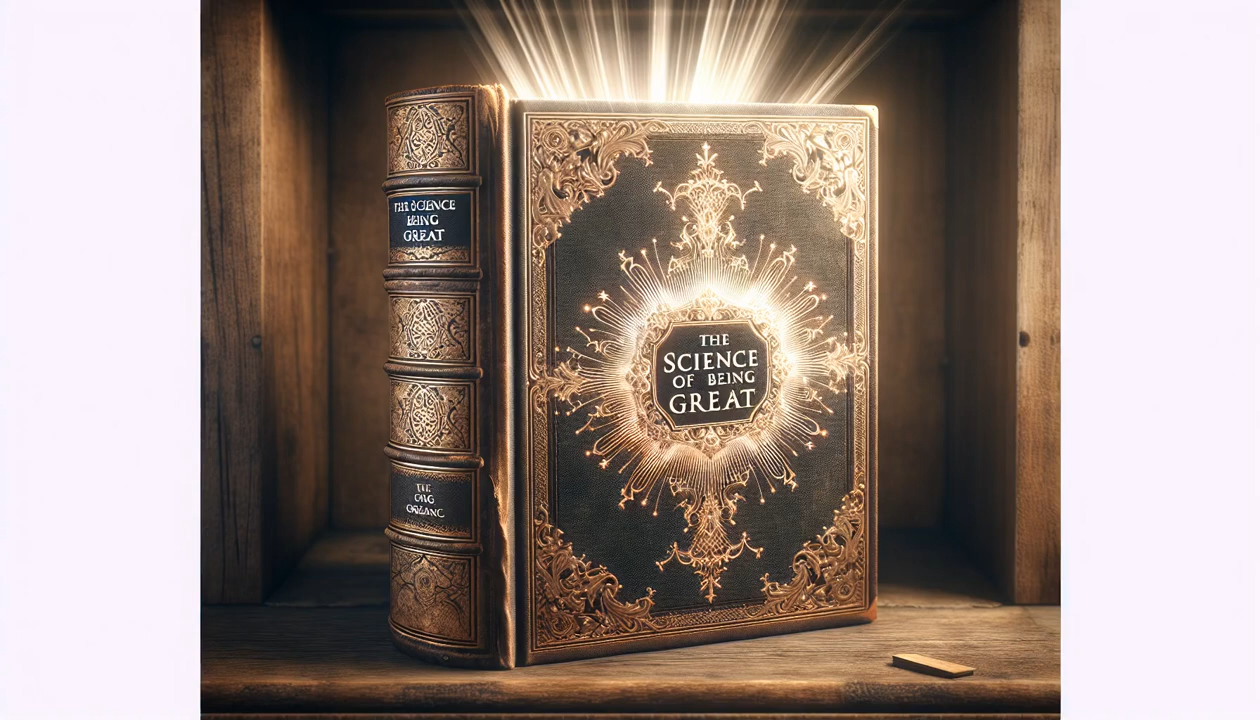 THE SCIENCE
BEING
GREAT
THE
SCIENCE
OF BEING
GREAT